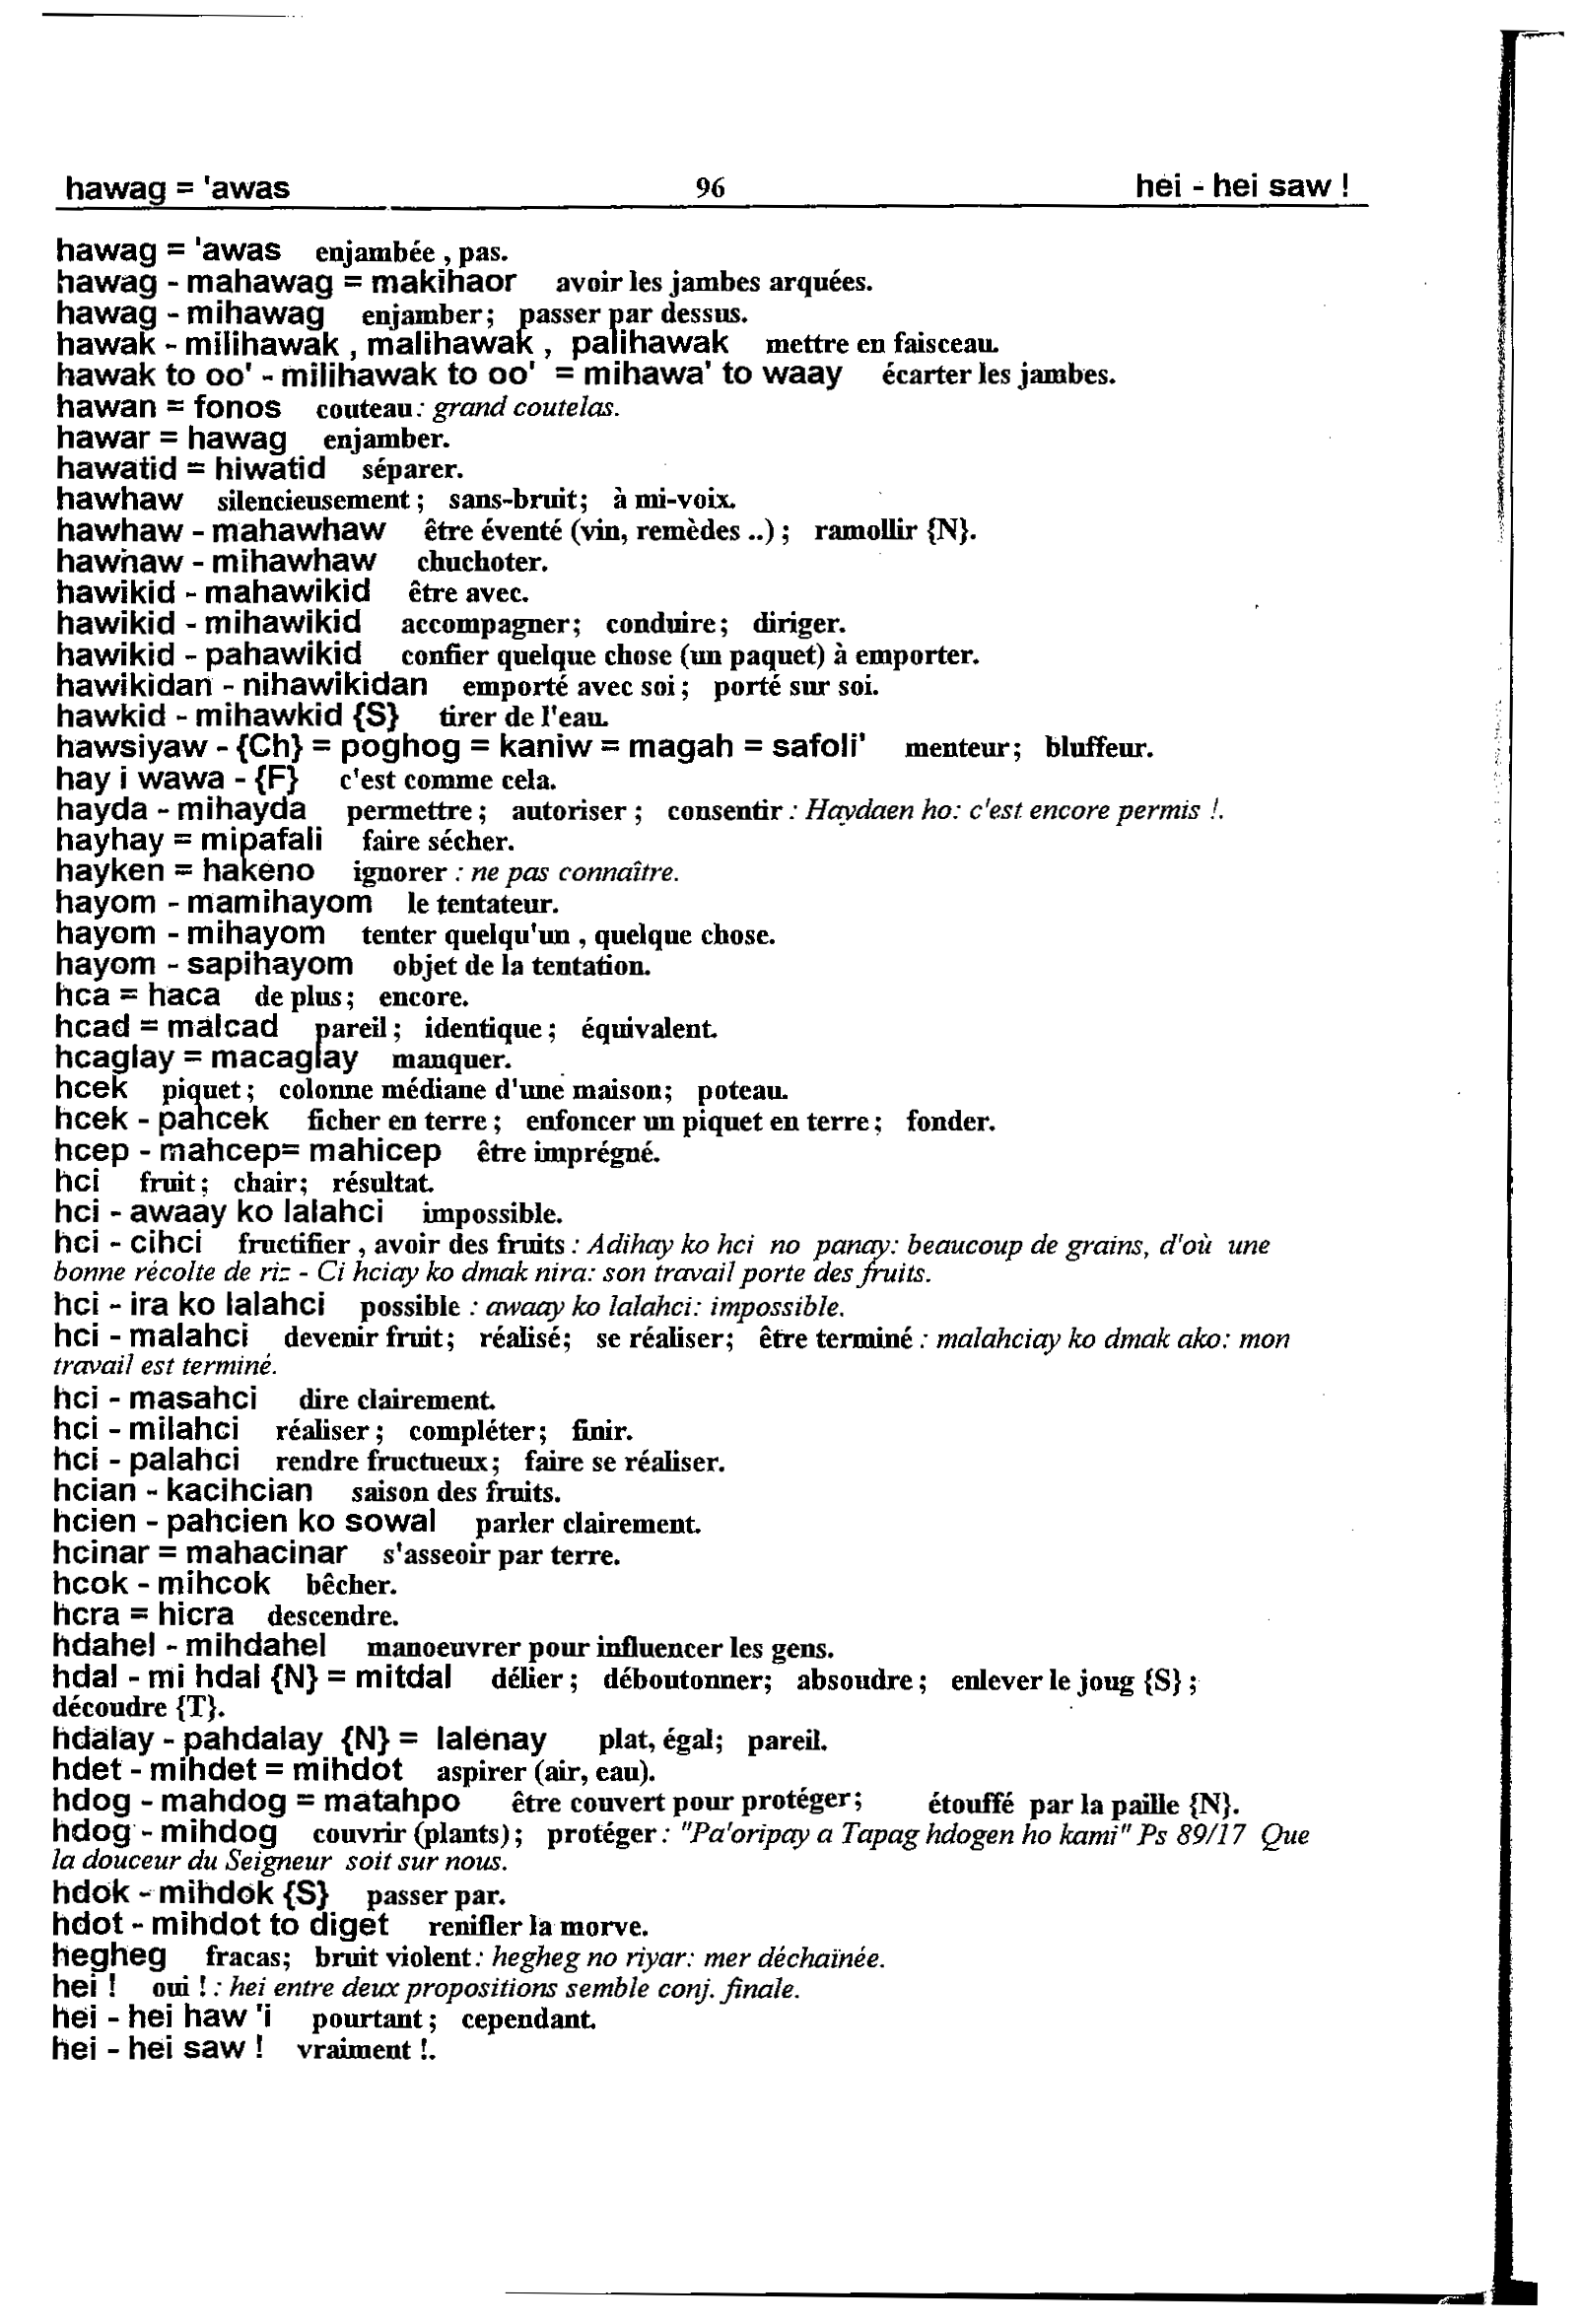 hawag = 'awas 96 hei - hei saw !
hawag = 'awas enjambée , pas.
hawag - mahawag = makihaor avoir les jambes arquées.
hawag - mihawag enjamber; passer par dessus.
hawak - milihawak , malihawak , palihawak mettre en faisceau.
hawak to oo' - milihawak to oo' = mihawa' to waay écarter les jambes.
hawan = fonos couteau: grand coutelas.
hawar = hawag enjamber.
hawatid = hiwatid séparer.
hawhaw silencieusement ; sans-bruit; à mi-voix.
hawhaw - mahawhaw être éventé (vin, remèdes ..) ; ramollir {N}.
hawhaw - mihawhaw chuchoter.
hawikid - mahawikid être avec.
hawikid - mihawikid accompagner; conduire; diriger.
hawikid - pahawikid confier quelque chose (un paquet) à emporter.
hawikidan - nihawikidan emporté avec soi ; porté sur soi.
hawkid - mihawkid {S} tirer de l'eau.
hawsiyaw - {Ch} = poghog = kaniw = magah = safoli' menteur; bluffeur.
hay i wawa - {F} c'est comme cela.
hayda - mihayda permettre ; autoriser ; consentir : Haydaen ho: c'est encore permis !.
hayhay = mipafali faire sécher.
hayken = hakeno ignorer : ne pas connaître.
hayom - mamihayom le tentateur.
hayom - mihayom tenter quelqu'un , quelque chose.
hayom - sapihayom objet de la tentation.
hca = haca de plus; encore.
hcad = malcad pareil ; identique ; équivalent.
hcaglay = macaglay manquer.
hcek piquet ; colonne médiane d'une maison; poteau.
hcek - pahcek ficher en terre ; enfoncer un piquet en terre ; fonder.
hcep - mahcep= mahicep être imprégné.
hci fruit ; chair; résultat.
hci - awaay ko lalahci impossible.
hci - cihci fructifier , avoir des fruits : Adihay ko hci no panay: beaucoup de grains, d'où une
bonne récolte de riz - Ci hciay ko dmak nira: son travail porte des fruits.
hci - ira ko lalahci possible : awaay ko lalahci: impossible.
hci - malahci devenir fruit; réalisé; se réaliser; être terminé : malahciay ko dmak ako: mon
travail est terminé.
hci - masahci dire clairement.
hci - milahci réaliser ; compléter; finir.
hci - palahci rendre fructueux ; faire se réaliser.
hcian - kacihcian saison des fruits.
hcien - pahcien ko sowal parler clairement.
hcinar = mahacinar s'asseoir par terre.
hcok - mihcok bêcher.
hcra = hicra descendre.
hdahel - mihdahel manoeuvrer pour influencer les gens.
hdal - mi hdal {N} = mitdal délier ; déboutonner; absoudre ; enlever le joug {S} ;
découdre {T}.
hdalay - pahdalay {N} = lalenay plat, égal; pareil.
hdet - mihdet = mihdot aspirer (air, eau).
hdog - mahdog = matahpo être couvert pour protéger; étouffé par la paille {N}.
hdog - mihdog couvrir (plants) ; protéger : "Pa'oripay a Tapag hdogen ho kami" Ps 89/17 Que
la douceur du Seigneur soit sur nous.
hdok - mihdok {S} passer par.
hdot - mihdot to diget renifler la morve.
hegheg fracas; bruit violent : hegheg no riyar: mer déchaïnée.
hei ! oui ! : hei entre deux propositions semble conj. finale.
hei - hei haw 'i pourtant ; cependant.
hei - hei saw ! vraiment !.